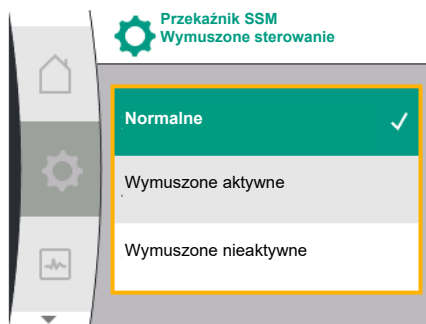 Przekaźnik SSM
Wymuszone sterowanie
Normalne
Wymuszone aktywne
Wymuszone nieaktywne